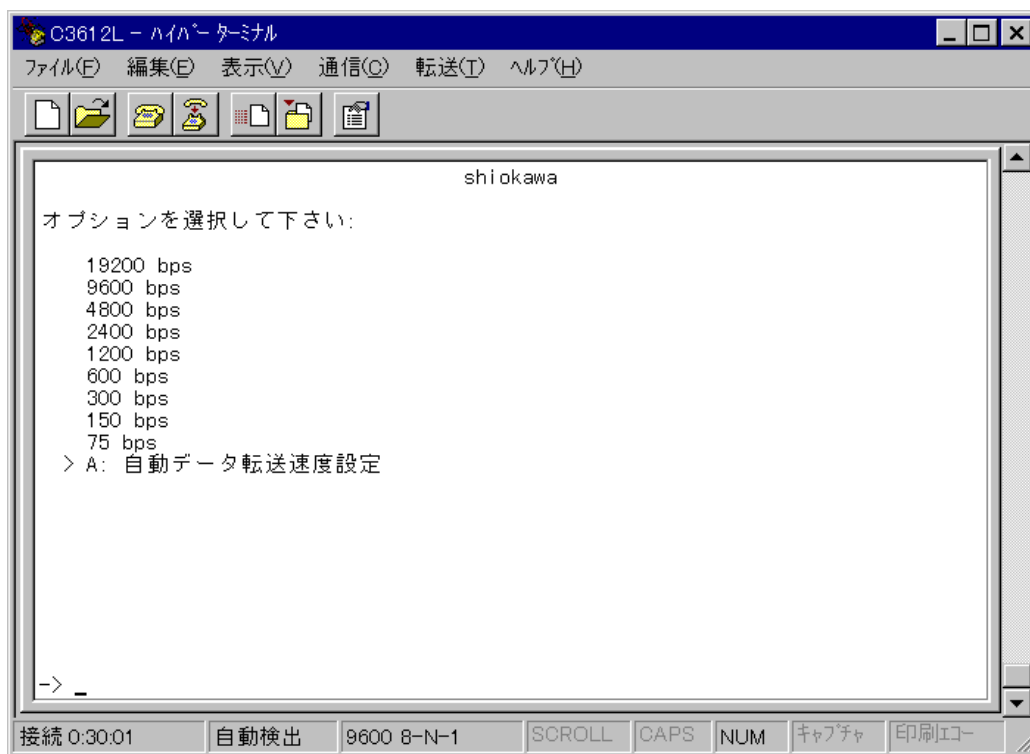 C3612L - ﾊｲﾊﾟｰ ﾀｰﾐﾅﾙ
ﾌｧｲﾙ(F) 編集(E) 表示(V) 通信(C) 転送(T) ﾍﾙﾌﾟ(H)
shiokawa
オプションを選択して下さい:
19200 bps
9600 bps
4800 bps
2400 bps
1200 bps
600 bps
300 bps
150 bps
75 bps
> A: 自動データ転送速度設定
-> _
接続 0:30:01 自動検出 9600 8-N-1 SCROLL CAPS NUM ｷｬﾌﾟﾁｬ 印刷ｴｺｰ